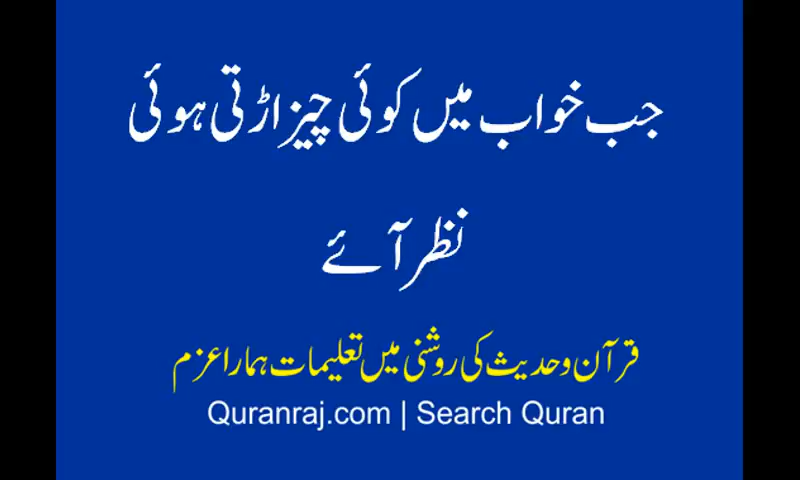 جب خواب میں کوئی چیز اڑتی ہوئی
نظر آئے
قرآن و حدیث کی روشنی میں تعلیمات ہمارا عزم
Quranraj.com | Search Quran